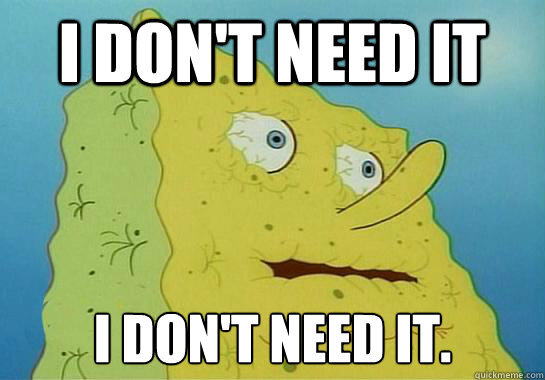 I DON'T NEED IT
I DON'T NEED IT.
quickmeme.com